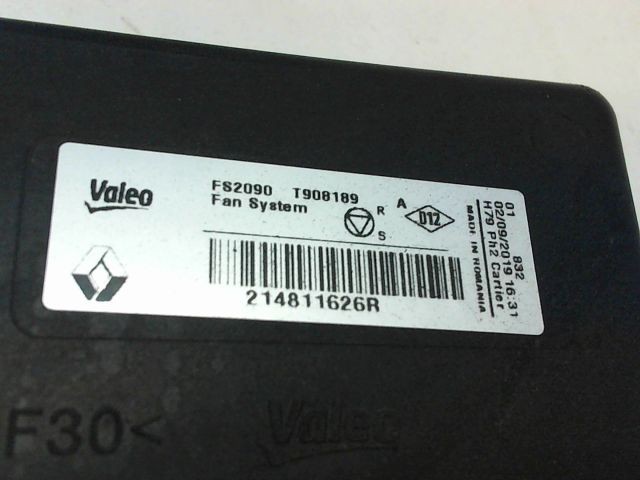 Valeo
FS2090 T908189
Fan System
R
S
A
D12
214811626R
MADE IN ROMANIA
01 832
02/09/2019 16:31
H79 Ph2 Cartier
F30<
Valeo